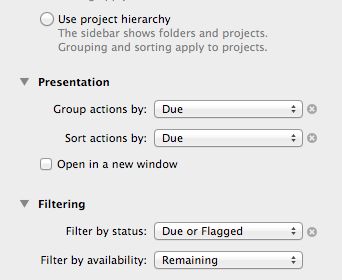 Use project hierarchy
The sidebar shows folders and projects.
Grouping and sorting apply to projects.
Presentation
Group actions by: Due
Sort actions by: Due
Open in a new window
Filtering
Filter by status: Due or Flagged
Filter by availability: Remaining